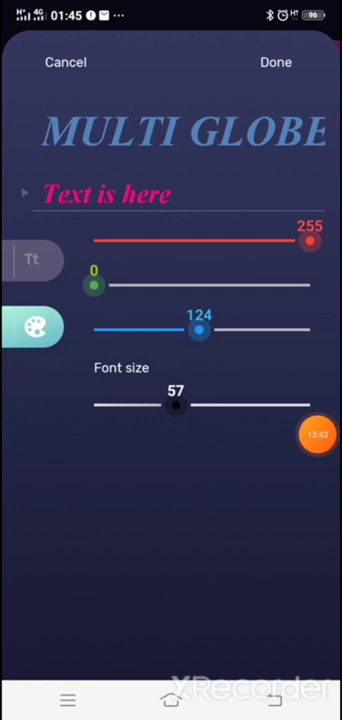 H+ 4G 01:45 ··· H+ 96
Cancel Done
MULTI GLOBE
Text is here
255
Tt
0
124
Font size
57
13:43
XRecorder